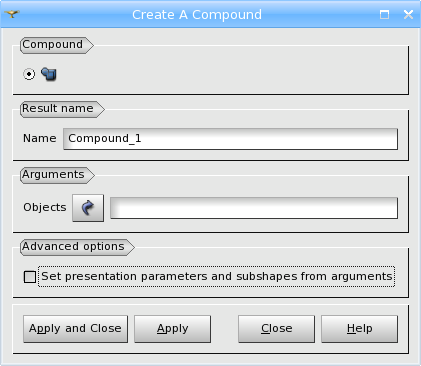 Create A Compound
Compound
Result name
Name Compound_1
Arguments
Objects
Advanced options
Set presentation parameters and subshapes from arguments
Apply and Close Apply Close Help